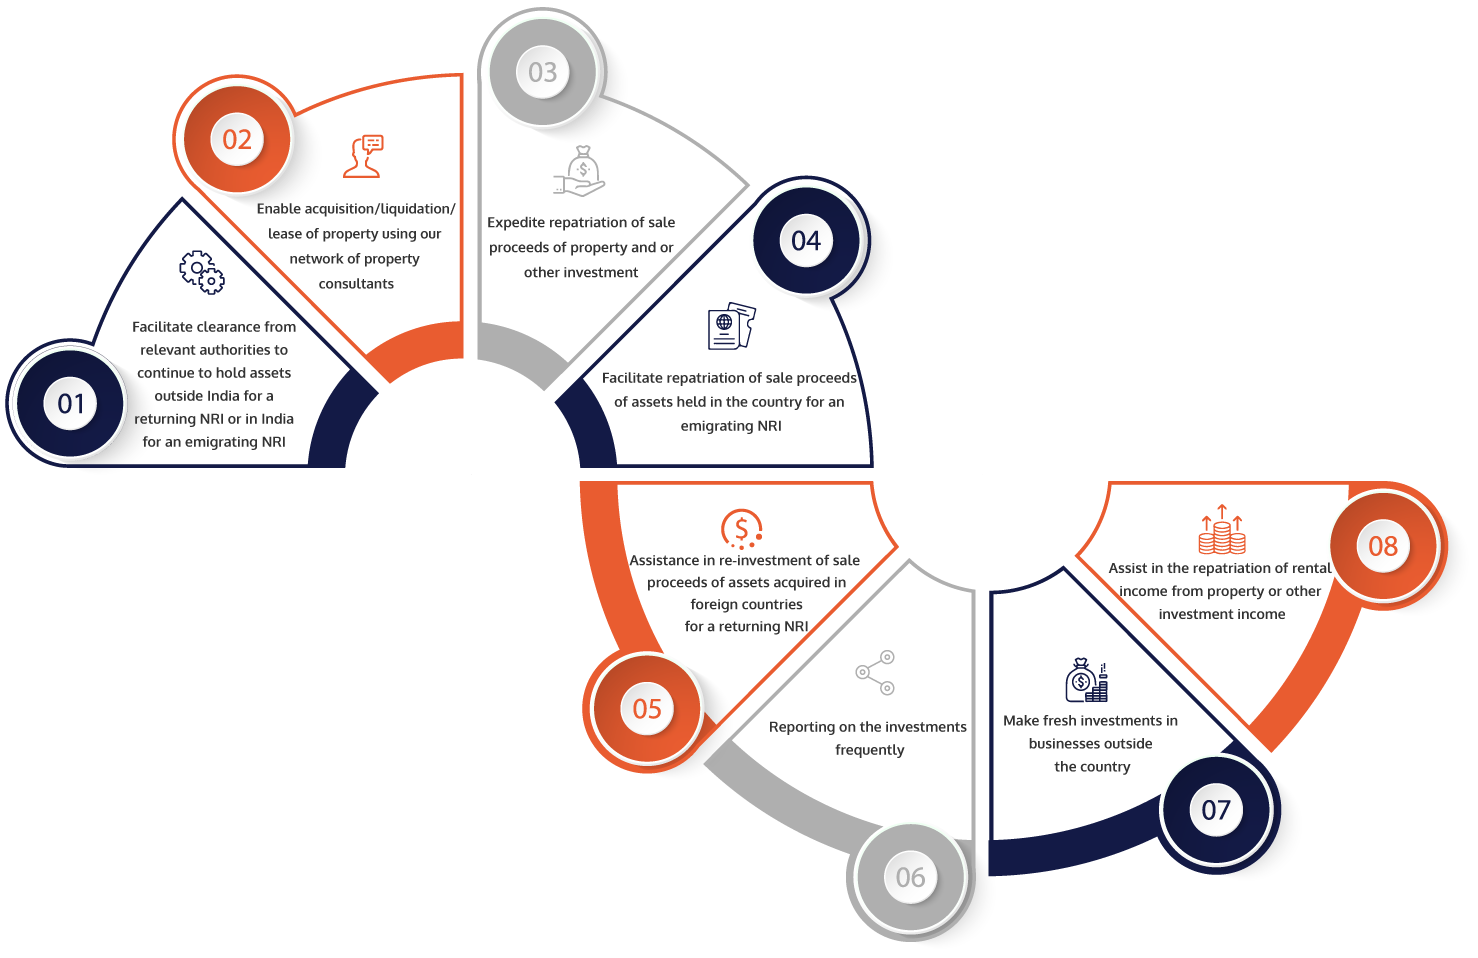 01
Facilitate clearance from
relevant authorities to
continue to hold assets
outside India for a
returning NRI or in India
for an emigrating NRI
02
Enable acquisition/liquidation/
lease of property using our
network of property
consultants
03
Expedite repatriation of sale
proceeds of property and or
other investment
04
Facilitate repatriation of sale proceeds
of assets held in the country for an
emigrating NRI
05
Assistance in re-investment of sale
proceeds of assets acquired in
foreign countries
for a returning NRI
06
Reporting on the investments
frequently
07
Make fresh investments in
businesses outside
the country
08
Assist in the repatriation of rental
income from property or other
investment income